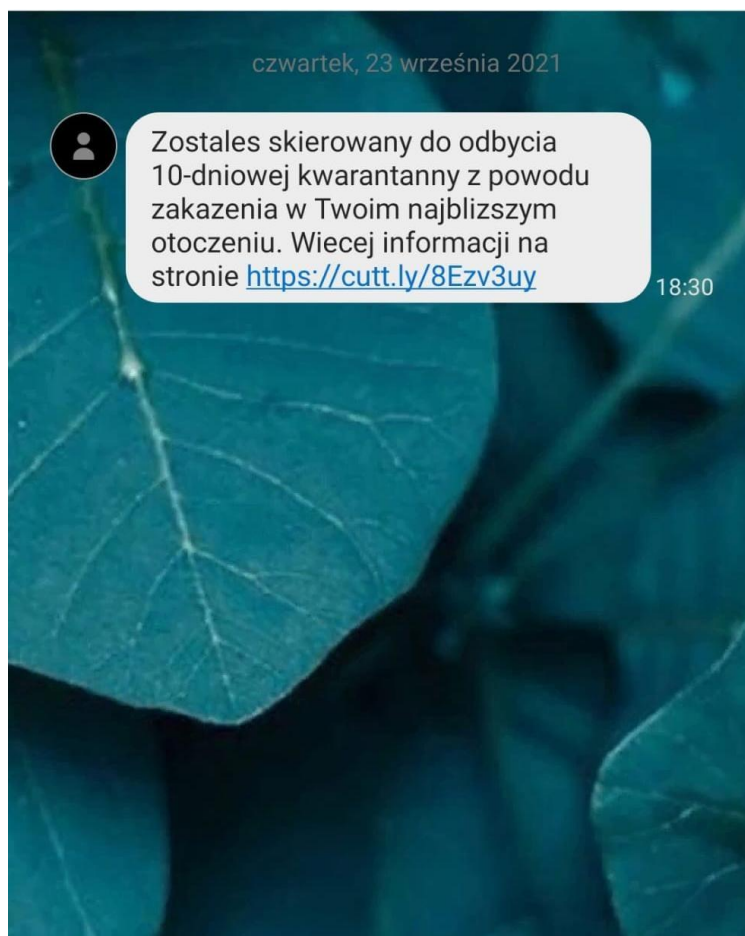 czwartek, 23 września 2021
Zostales skierowany do odbycia
10-dniowej kwarantanny z powodu
zakazenia w Twoim najblizszym
otoczeniu. Wiecej informacji na
stronie https://cutt.ly/8Ezv3uy
18:30